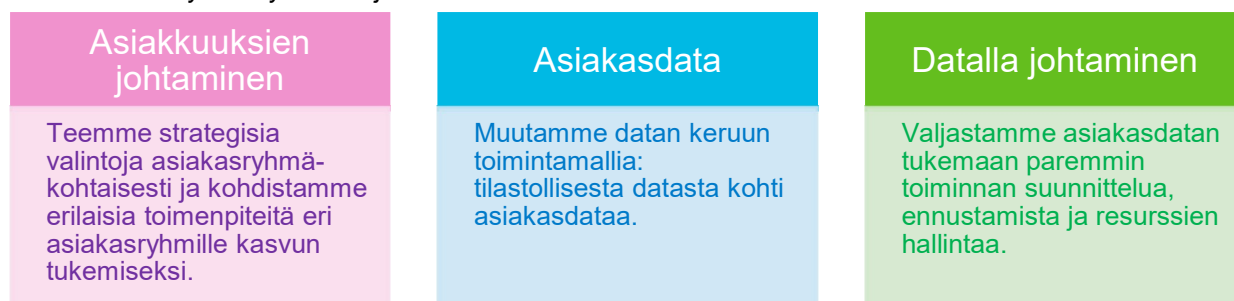 Asiakkuuksien
johtaminen
Teemme strategisia
valintoja asiakasryhmä-
kohtaisesti ja kohdistamme
erilaisia toimenpiteitä eri
asiakasryhmille kasvun
tukemiseksi.
Asiakasdata
Muutamme datan keruun
toimintamallia:
tilastollisesta datasta kohti
asiakasdataa.
Datalla johtaminen
Valjastamme asiakasdatan
tukemaan paremmin
toiminnan suunnittelua,
ennustamista ja resurssien
hallintaa.